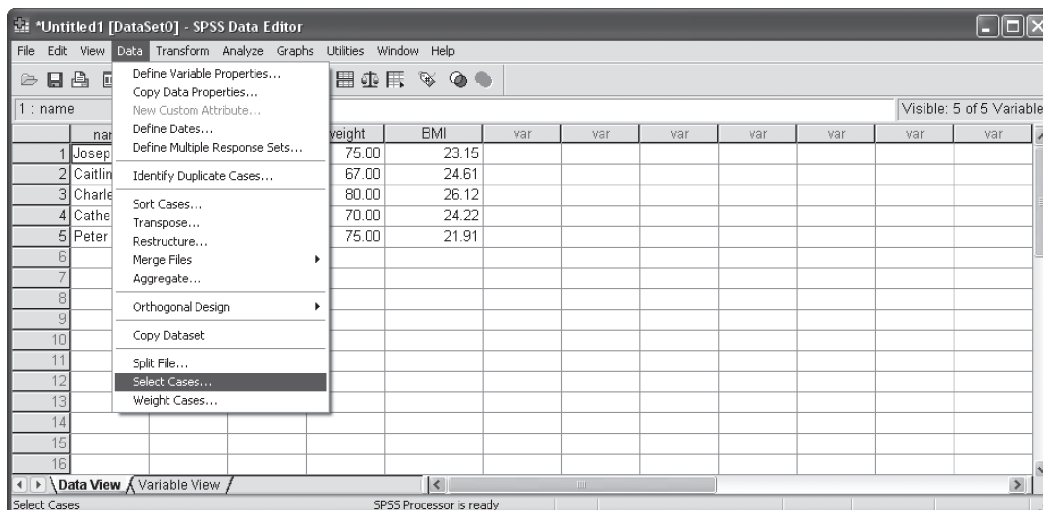 *Untitled1 [DataSet0] - SPSS Data Editor
File Edit View Data Transform Analyze Graphs Utilities Window Help
1 : name
Visible: 5 of 5 Variable
weight BMI var var var var var var var
1 Josep 75.00 23.15
2 Caitlin 67.00 24.61
3 Charle 80.00 26.12
4 Cathe 70.00 24.22
5 Peter 75.00 21.91
6
7
8
9
10
11
12
13
14
15
16
Define Variable Properties...
Copy Data Properties...
New Custom Attribute...
Define Dates...
Define Multiple Response Sets...
Identify Duplicate Cases...
Sort Cases...
Transpose...
Restructure...
Merge Files
Aggregate...
Orthogonal Design
Copy Dataset
Split File...
Select Cases...
Weight Cases...
Data View Variable View
Select Cases SPSS Processor is ready